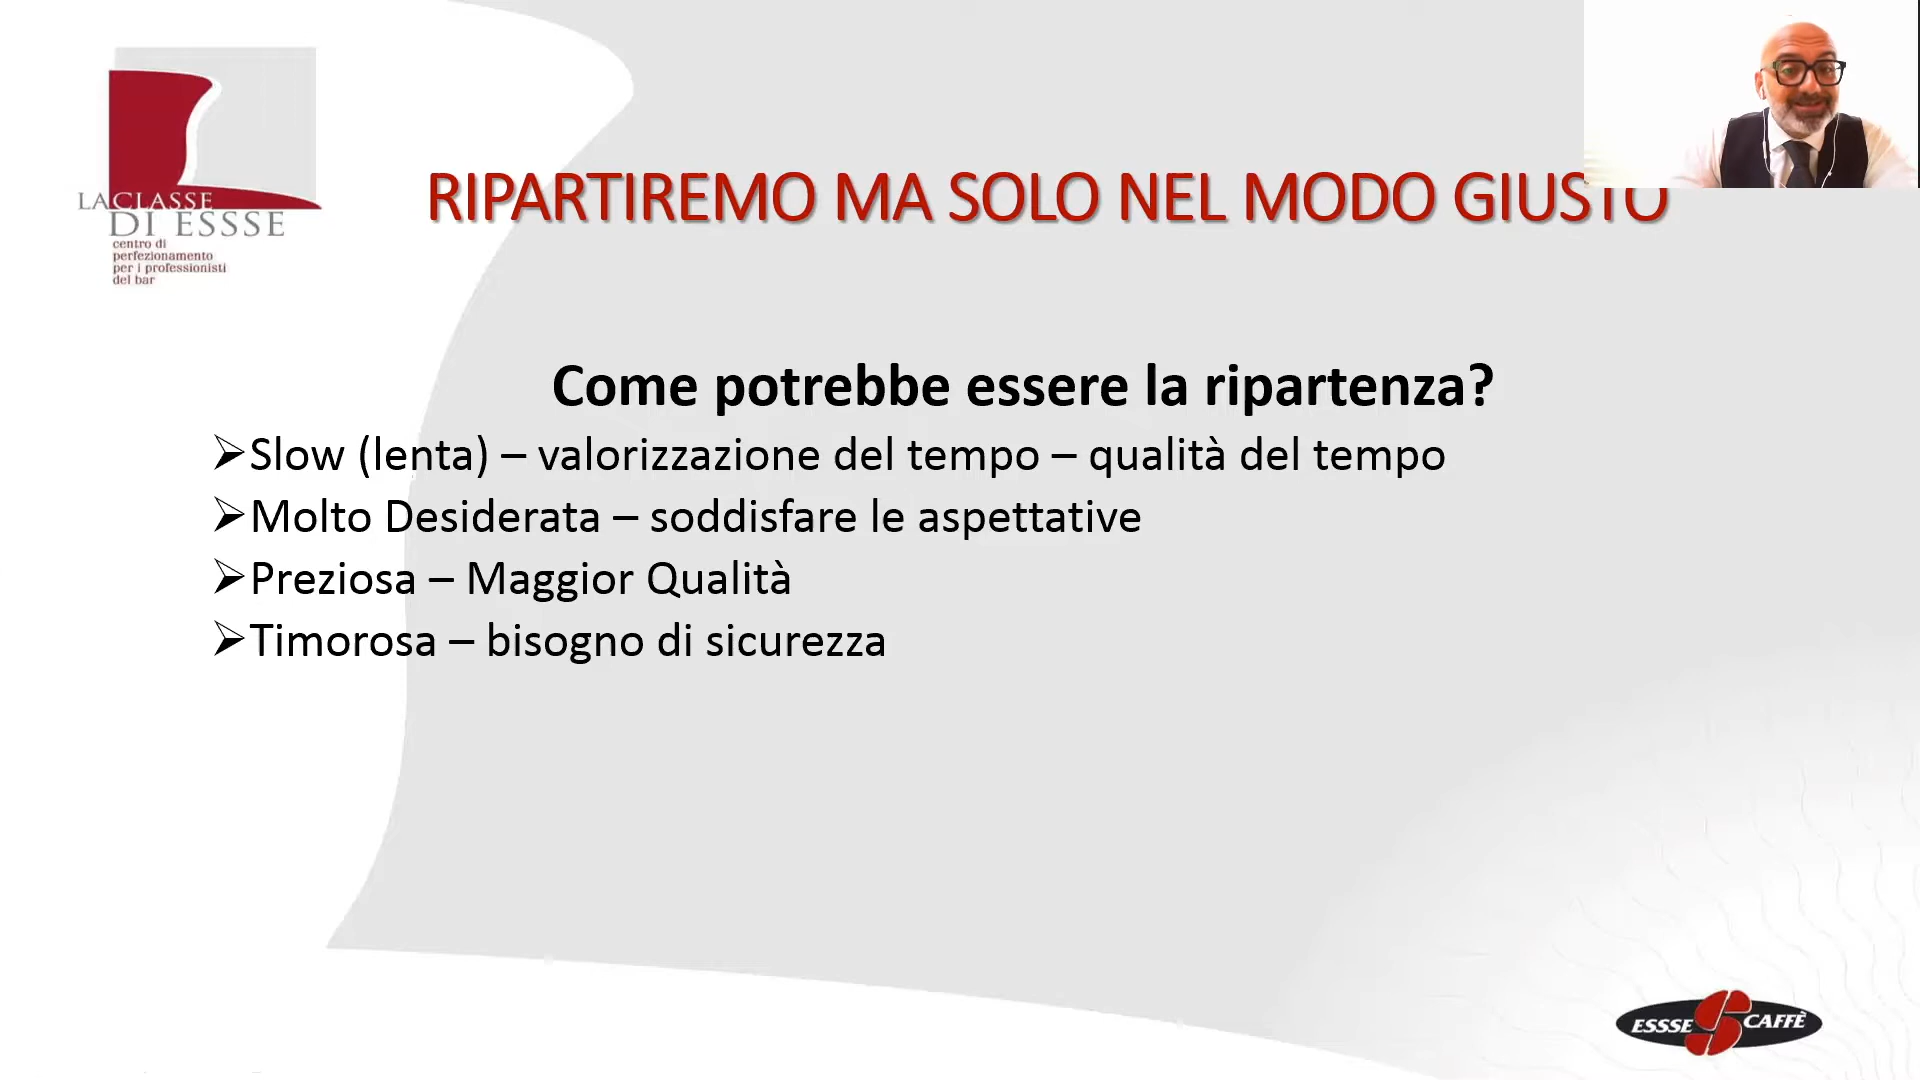 LA CLASSE
DI ESSSE
centro di
perfezionamento
per i professionisti
del bar
RIPARTIREMO MA SOLO NEL MODO GIUSTO
Come potrebbe essere la ripartenza?
➢Slow (lenta) – valorizzazione del tempo – qualità del tempo
➢Molto Desiderata – soddisfare le aspettative
➢Preziosa – Maggior Qualità
➢Timorosa – bisogno di sicurezza
ESSSE CAFFÈ